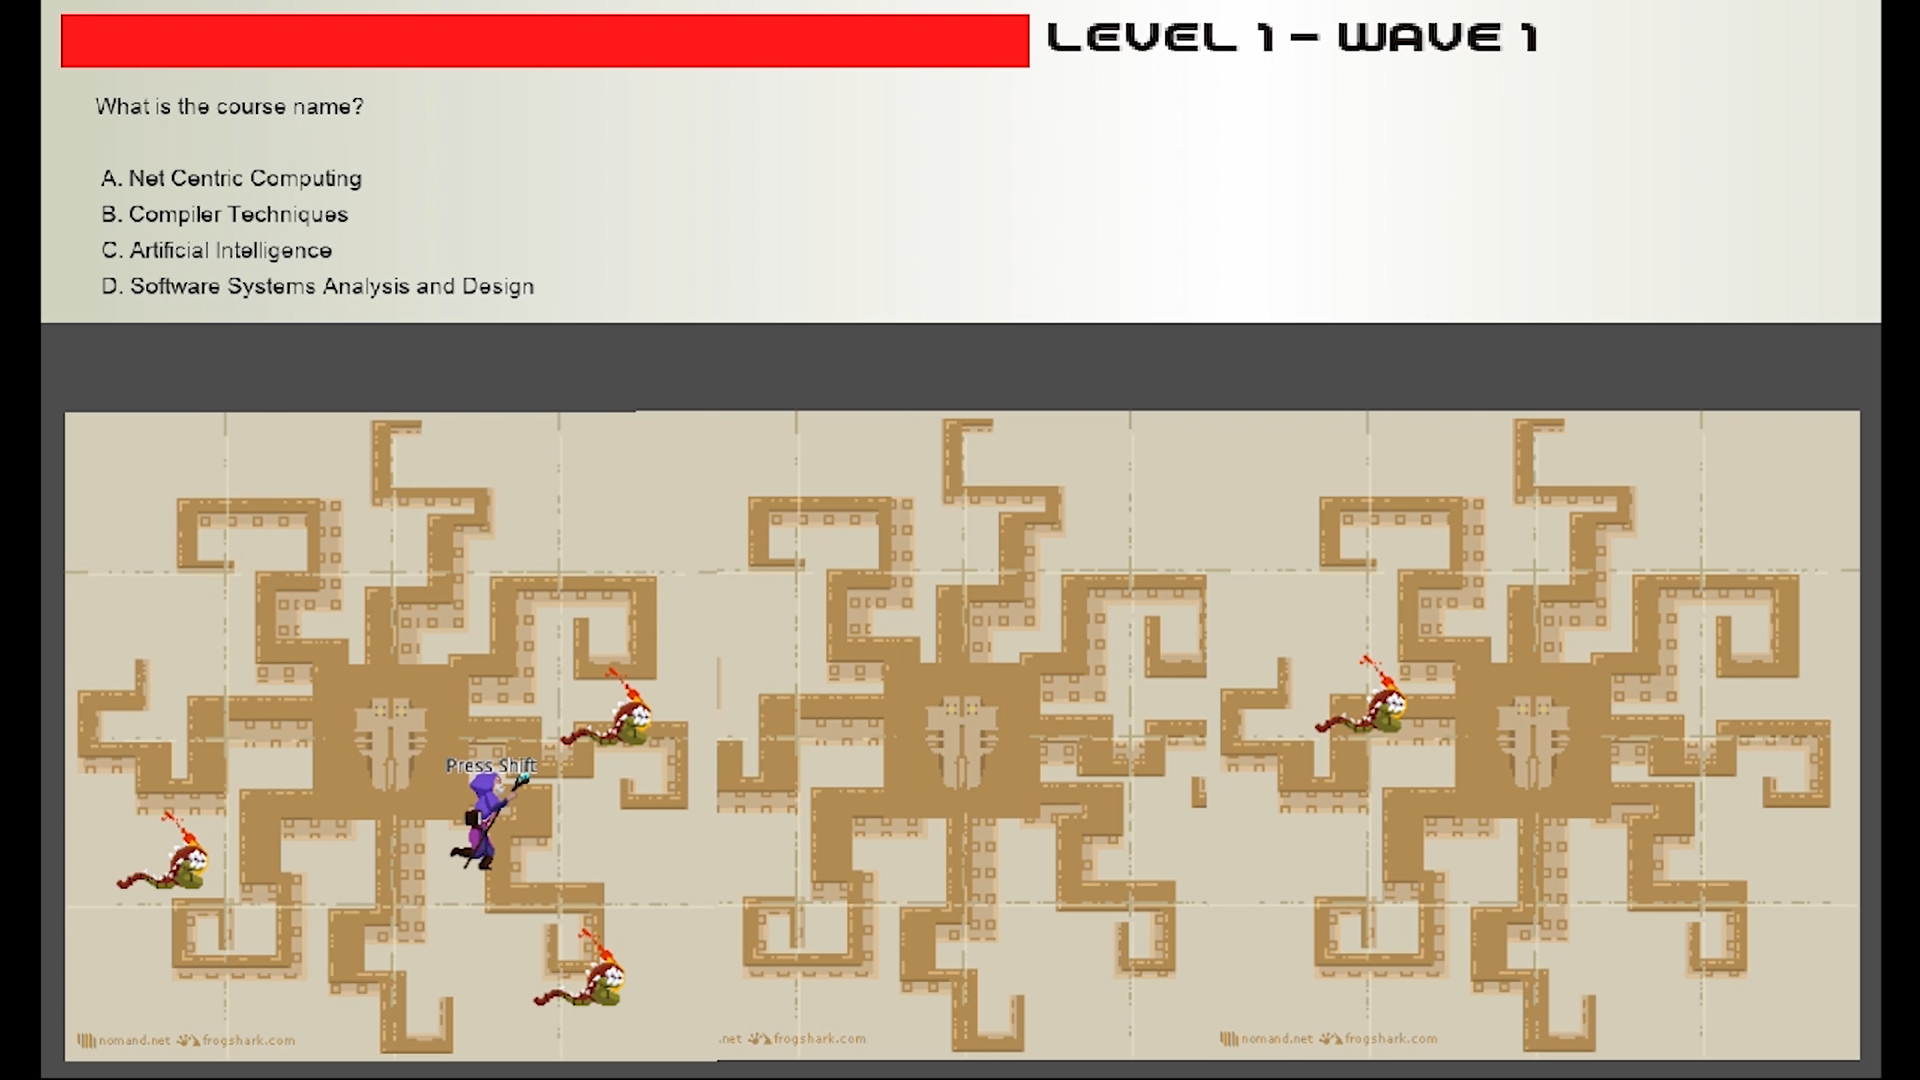 LEVEL 1 - WAVE 1
What is the course name?
A. Net Centric Computing
B. Compiler Techniques
C. Artificial Intelligence
D. Software Systems Analysis and Design
Press Shift
nomand.net frogshark.com
.net frogshark.com
nomand.net frogshark.com